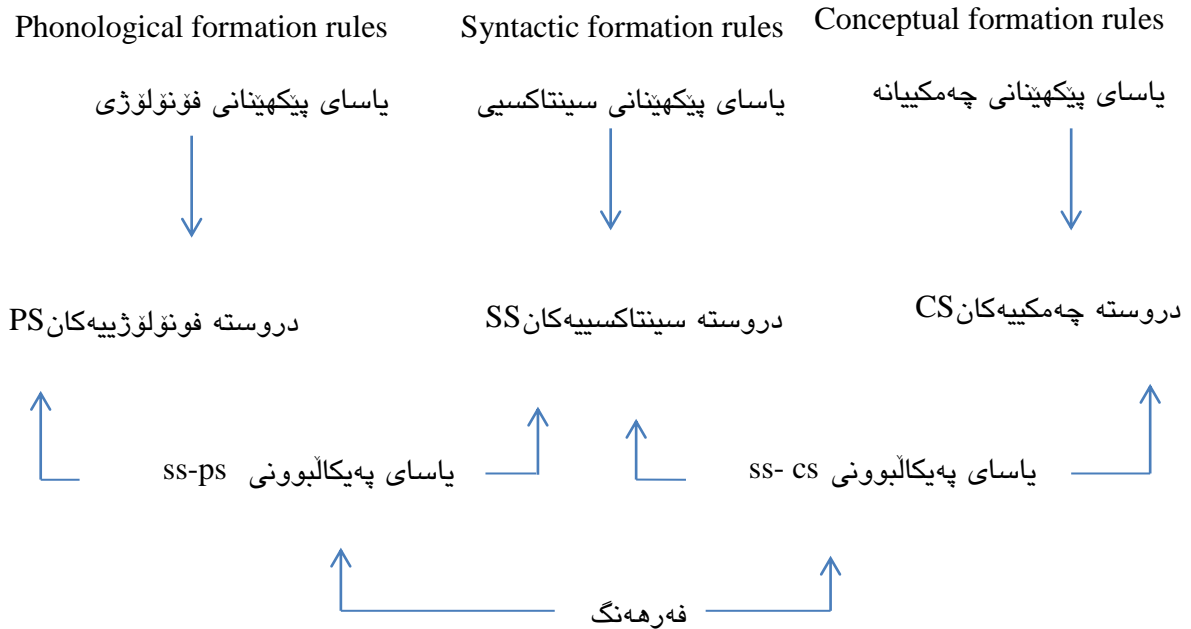 Phonological formation rules
Syntactic formation rules
Conceptual formation rules
یاسای پێکهێنانی فۆنۆلۆژی
یاسای پێکهێنانی سینتاکسیی
یاسای پێکهێنانی چەمکییانە
دروستە فونۆلۆژییەکانPS
دروستە سینتاکسییەکانSS
دروستە چەمکییەکانCS
یاسای پەیکاڵبوونی ss-ps
یاسای پەیکاڵبوونی ss- cs
فەرهەنگ